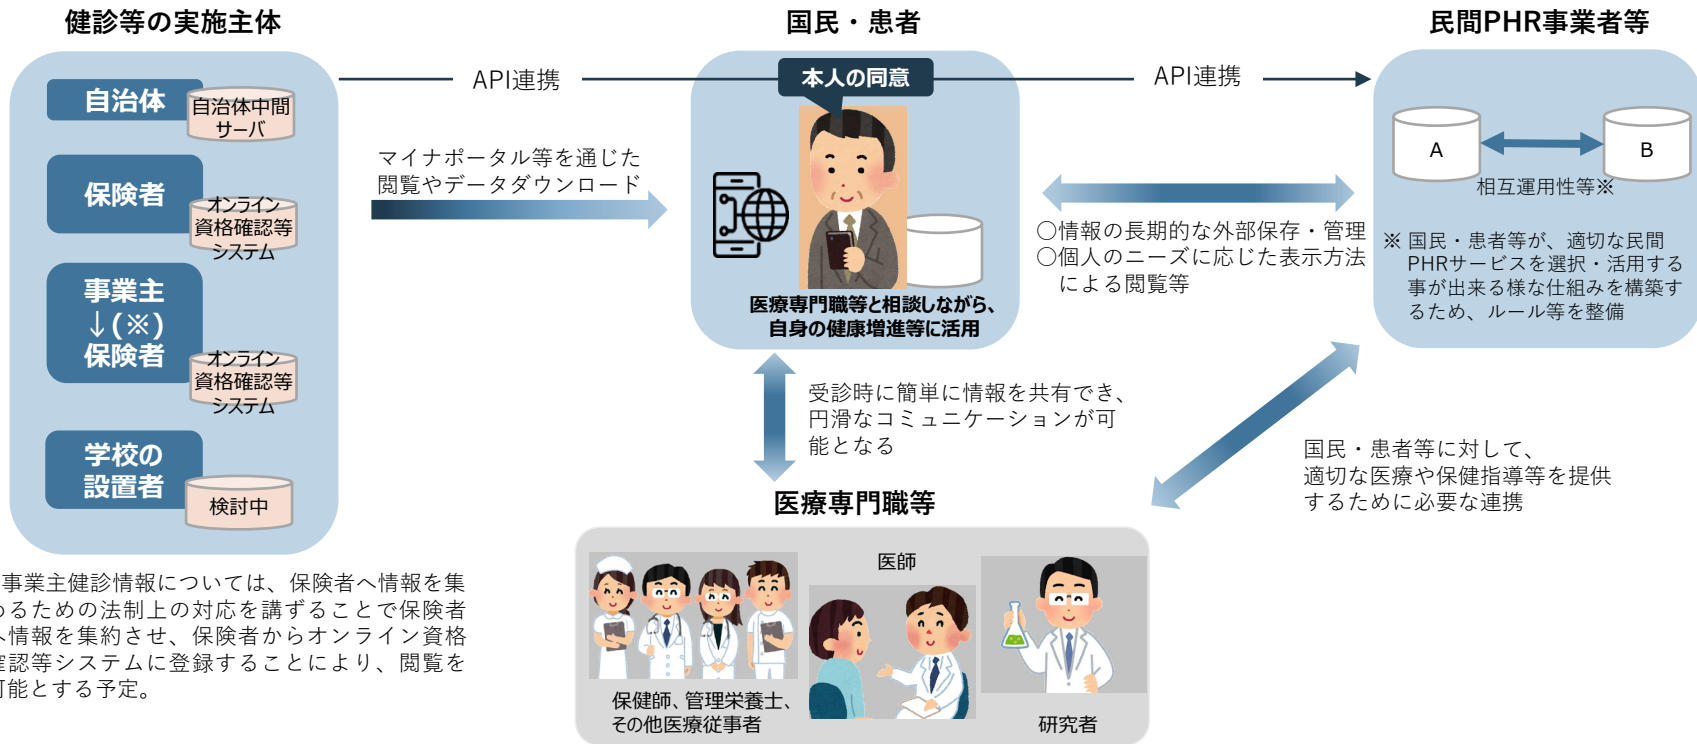 健診等の実施主体
国民・患者
民間PHR事業者等
自治体
自治体中間
サーバ
保険者
オンライン
資格確認等
システム
事業主
↓(※)
保険者
オンライン
資格確認等
システム
学校の
設置者
検討中
API連携
本人の同意
API連携
マイナポータル等を通じた
閲覧やデータダウンロード
医療専門職等と相談しながら、
自身の健康増進等に活用
○情報の長期的な外部保存・管理
○個人のニーズに応じた表示方法
による閲覧等
A
B
相互運用性等※
※ 国民・患者等が、適切な民間
PHRサービスを選択・活用する
事が出来る様な仕組みを構築す
るため、ルール等を整備
受診時に簡単に情報を共有でき、
円滑なコミュニケーションが可
能となる
国民・患者等に対して、
適切な医療や保健指導等を提供
するために必要な連携
医療専門職等
医師
保健師、管理栄養士、
その他医療従事者
研究者
事業主健診情報については、保険者へ情報を集
めるための法制上の対応を講ずることで保険者
へ情報を集約させ、保険者からオンライン資格
確認等システムに登録することにより、閲覧を
可能とする予定。